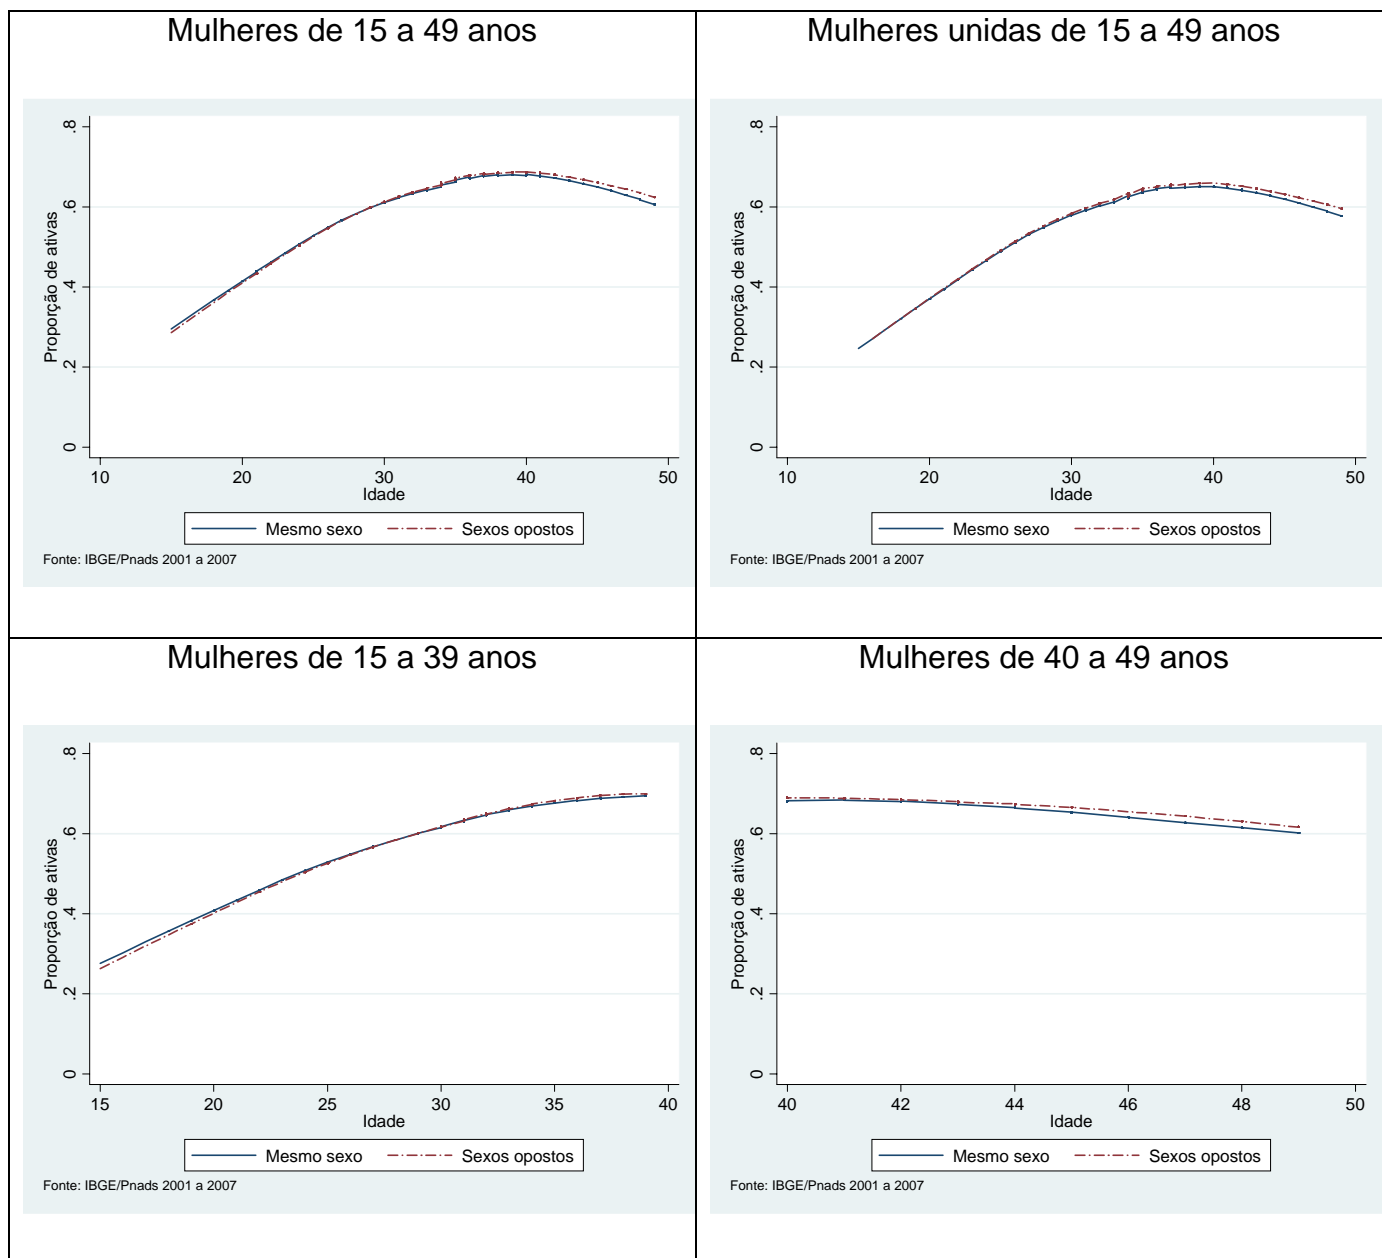 Mulheres de 15 a 49 anos
Proporção de ativas
.8
.6
.4
.2
0
10 20 30 40 50
Idade
Mesmo sexo Sexos opostos
Fonte: IBGE/Pnads 2001 a 2007
Mulheres unidas de 15 a 49 anos
Proporção de ativas
.8
.6
.4
.2
0
10 20 30 40 50
Idade
Mesmo sexo Sexos opostos
Fonte: IBGE/Pnads 2001 a 2007
Mulheres de 15 a 39 anos
Proporção de ativas
.8
.6
.4
.2
0
15 20 25 30 35 40
Idade
Mesmo sexo Sexos opostos
Fonte: IBGE/Pnads 2001 a 2007
Mulheres de 40 a 49 anos
Proporção de ativas
.8
.6
.4
.2
0
40 42 44 46 48 50
Idade
Mesmo sexo Sexos opostos
Fonte: IBGE/Pnads 2001 a 2007